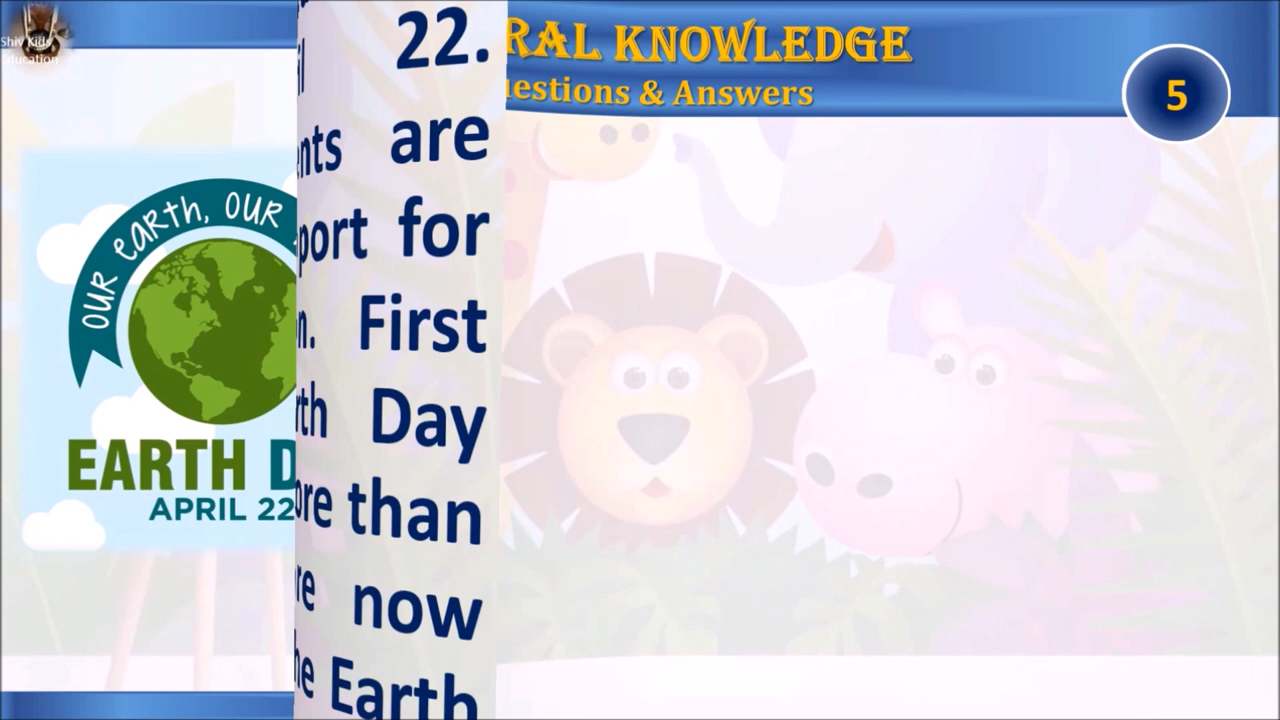 Shiv Kids
Education
RAL KNOWLEDGE
estions & Answers
5
OUR EARTH, OUR
EARTH D
APRIL 22
22.
nts are
port for
n. First
rth Day
ore than
re now
he Earth